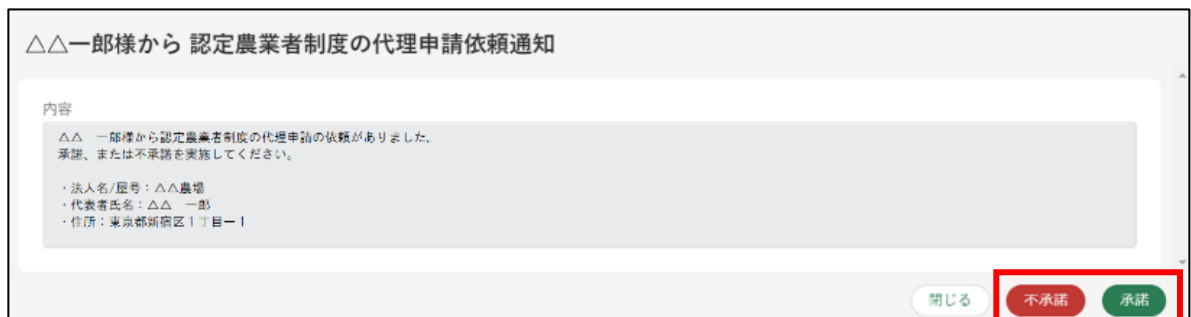 △△一郎様から 認定農業者制度の代理申請依頼通知
内容
△△　一郎様から認定農業者制度の代理申請の依頼がありました。
承諾、または不承諾を実施してください。
・法人名/屋号：△△農場
・代表者氏名：△△　一郎
・住所：東京都新宿区１丁目ー１
閉じる 不承諾 承諾